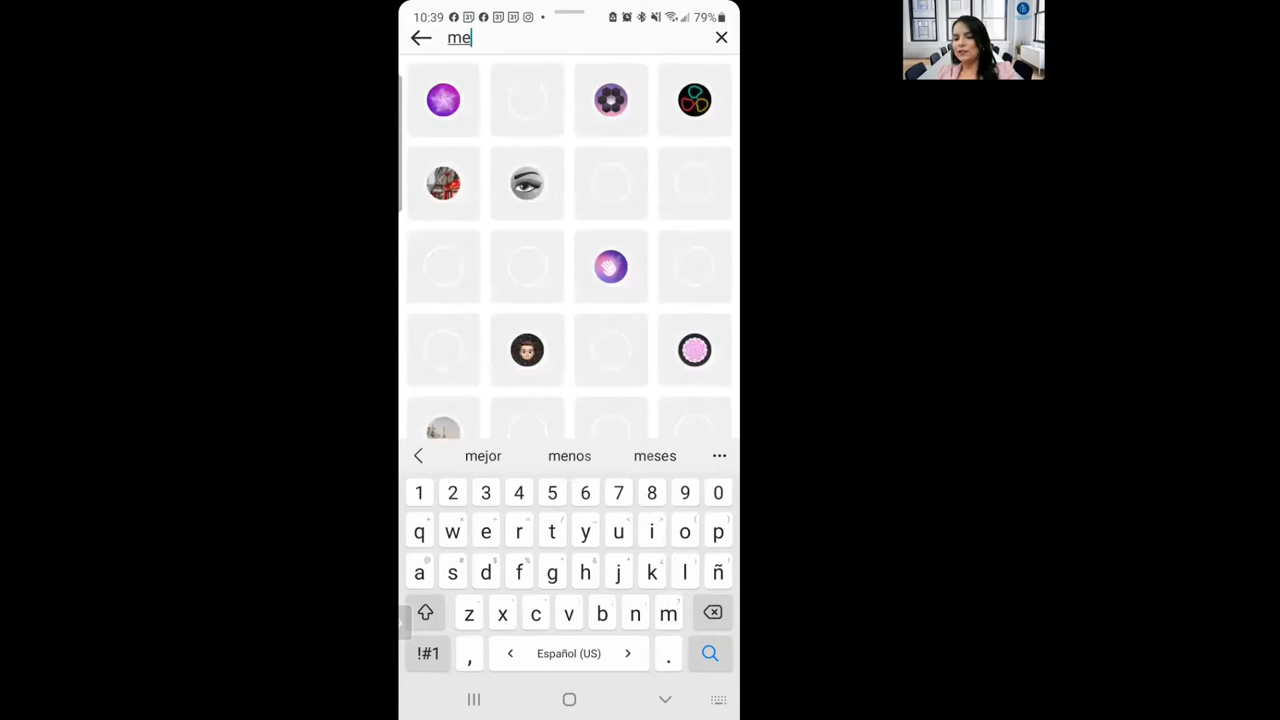 10:39 79%
me
mejor menos meses
1 2 3 4 5 6 7 8 9 0
q w e r t y u i o p
a s d f g h j k l ñ
z x c v b n m
!#1 , Español (US) .